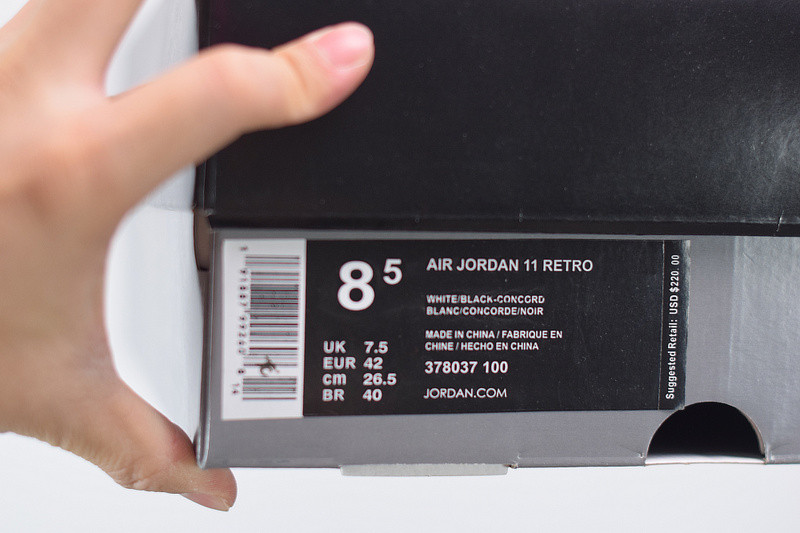 8 5
AIR JORDAN 11 RETRO
WHITE/BLACK-CONCORD
BLANC/CONCORDE/NOIR
MADE IN CHINA / FABRIQUE EN
CHINE / HECHO EN CHINA
378037 100
JORDAN.COM
UK 7.5
EUR 42
cm 26.5
BR 40
Suggested Retail: USD $220.00